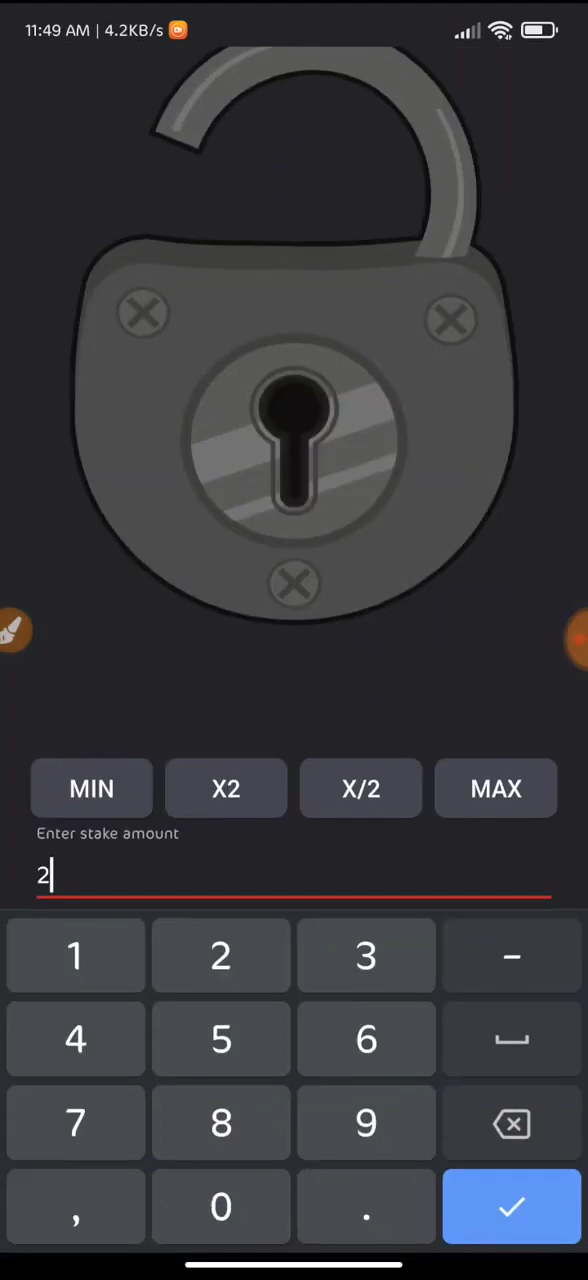 11:49 AM | 4.2KB/s
MIN X2 X/2 MAX
Enter stake amount
2
1 2 3 -
4 5 6
7 8 9
, 0 .